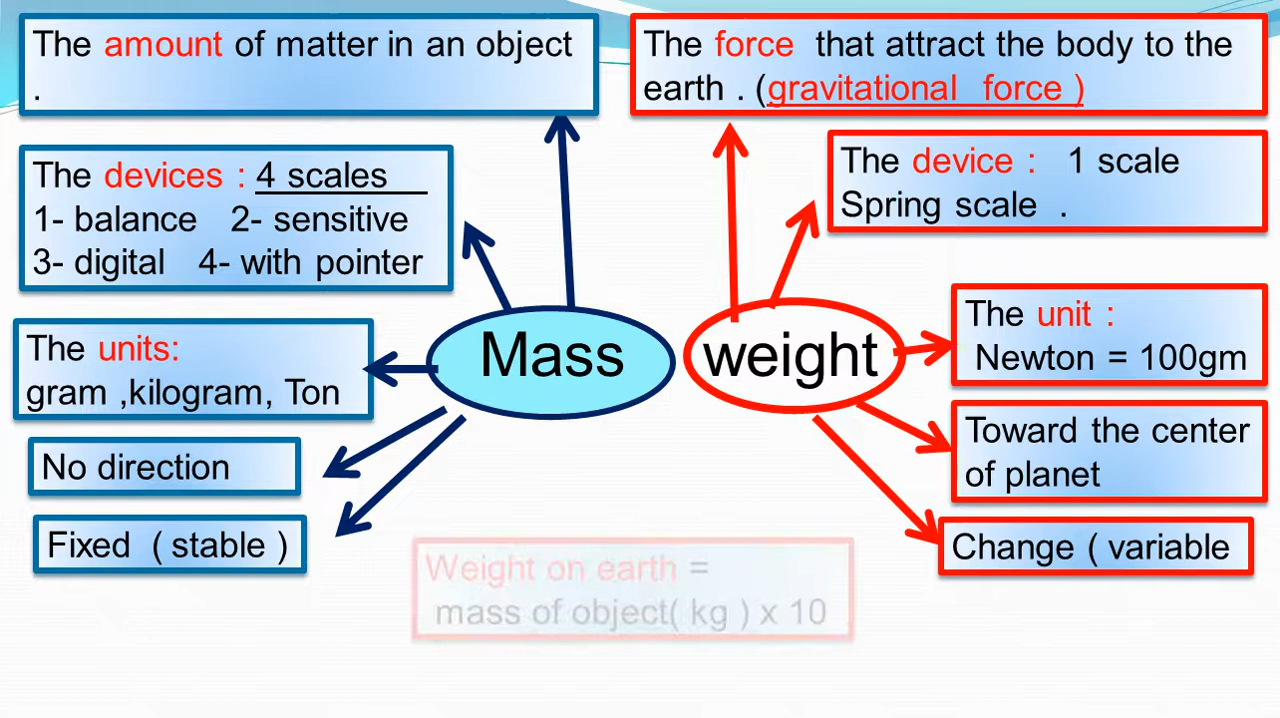 The amount of matter in an object
.
The force that attract the body to the
earth . (gravitational force )
The devices : 4 scales
1- balance 2- sensitive
3- digital 4- with pointer
The device : 1 scale
Spring scale .
Mass
weight
The units:
gram ,kilogram, Ton
The unit :
Newton = 100gm
No direction
Toward the center
of planet
Fixed ( stable )
Change ( variable
Weight on earth =
mass of object( kg ) x 10